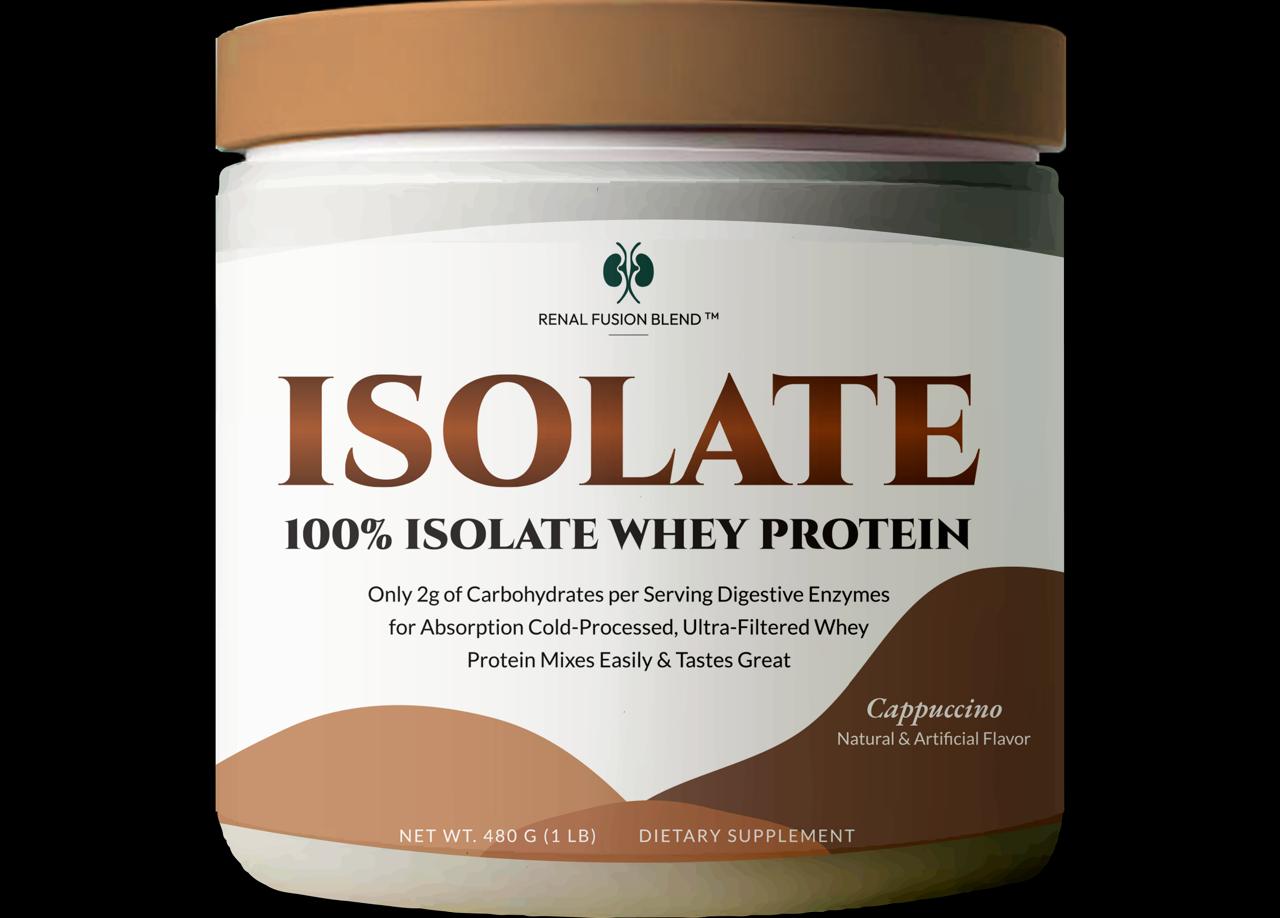 RENAL FUSION BLEND ™
ISOLATE
100% ISOLATE WHEY PROTEIN
Only 2g of Carbohydrates per Serving Digestive Enzymes
for Absorption Cold-Processed, Ultra-Filtered Whey
Protein Mixes Easily & Tastes Great
Cappuccino
Natural & Artificial Flavor
NET WT. 480 G (1 LB) DIETARY SUPPLEMENT